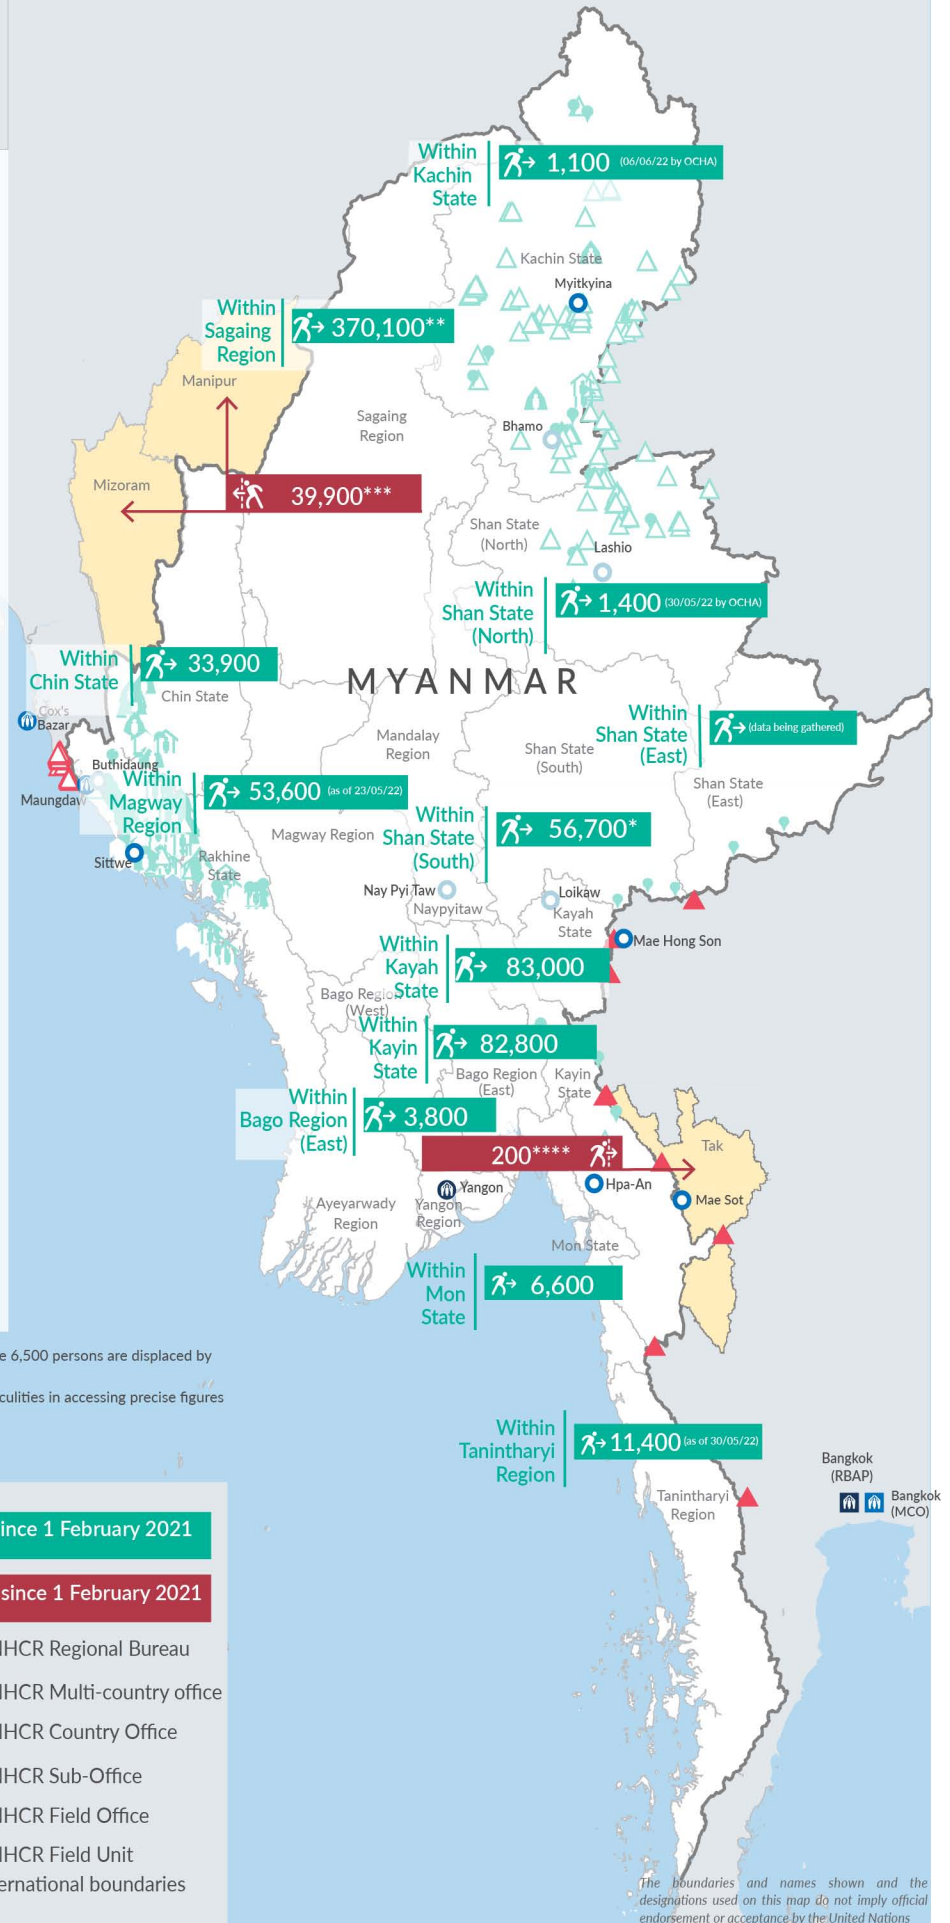 Within
Kachin
State
1,100 (06/06/22 by OCHA)
Kachin State
Myitkyina
Within
Sagaing
Region
370,100**
Manipur
Sagaing
Region
Bhamo
Mizoram
39,900***
Shan State
(North)
Lashio
Within
Shan State
(North)
1,400 (30/05/22 by OCHA)
Within
Chin State
33,900
Chin State
MYANMAR
Cox's
Bazar
Within
Shan State
(East)
(data being gathered)
Mandalay
Region
Shan State
(South)
Shan State
(East)
Buthidaung
Maungdaw
Within
Magway
Region
53,600 (as of 23/05/22)
Magway Region
Within
Shan State
(South)
56,700*
Sittwe
Rakhine
State
Nay Pyi Taw
Naypyitaw
Loikaw
Kayah
State
Mae Hong Son
Within
Kayah
State
83,000
Bago Region
(West)
Within
Kayin
State
82,800
Bago Region
(East)
Kayin
State
Within
Bago Region
(East)
3,800
200****
Tak
Yangon
Hpa-An
Mae Sot
Ayeyarwady
Region
Yangon
Region
Mon State
Within
Mon
State
6,600
e 6,500 persons are displaced by
culities in accessing precise figures
Within
Tanintharyi
Region
11,400 (as of 30/05/22)
Tanintharyi
Region
Bangkok
(RBAP)
Bangkok
(MCO)
ince 1 February 2021
since 1 February 2021
NHCR Regional Bureau
NHCR Multi-country office
NHCR Country Office
NHCR Sub-Office
NHCR Field Office
NHCR Field Unit
ernational boundaries
The boundaries and names shown and the
designations used on this map do not imply official
endorsement or acceptance by the United Nations